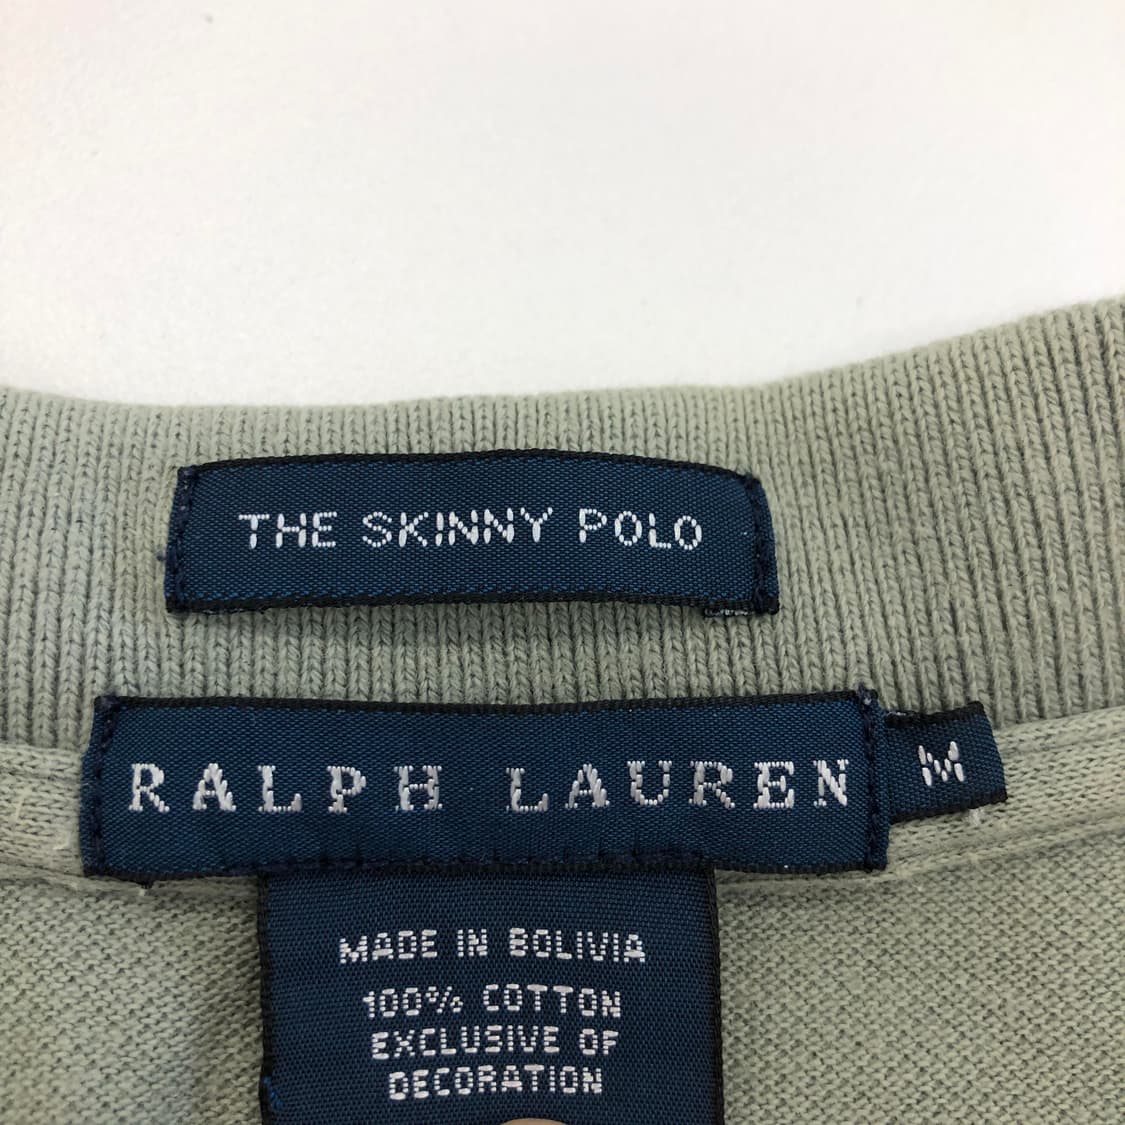 THE SKINNY POLO
RALPH LAUREN
M
MADE IN BOLIVIA
100% COTTON
EXCLUSIVE OF
DECORATION